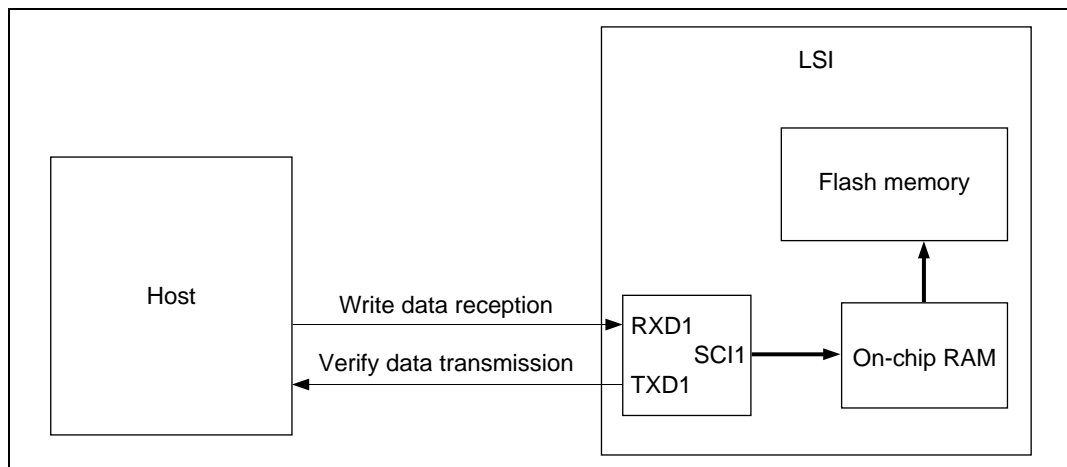 LSI
Flash memory
Host
Write data reception
RXD1
SCI1
On-chip RAM
Verify data transmission
TXD1